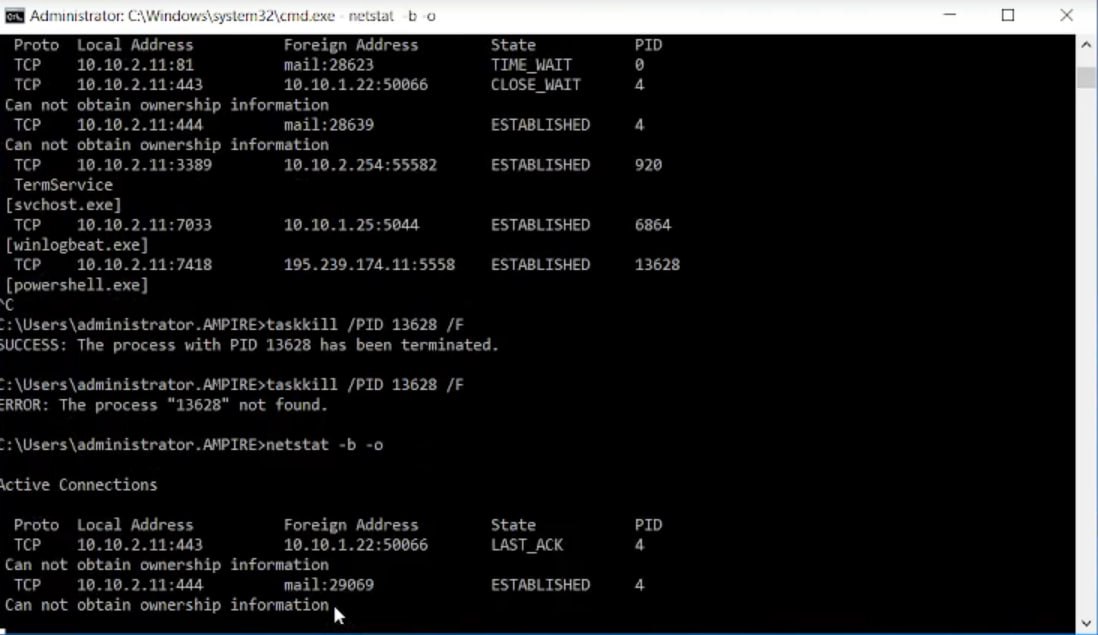 Administrator: C:\Windows\system32\cmd.exe - netstat -b -o
Proto Local Address Foreign Address State PID
TCP 10.10.2.11:81 mail:28623 TIME_WAIT 0
TCP 10.10.2.11:443 10.10.1.22:50066 CLOSE_WAIT 4
Can not obtain ownership information
TCP 10.10.2.11:444 mail:28639 ESTABLISHED 4
Can not obtain ownership information
TCP 10.10.2.11:3389 10.10.2.254:55582 ESTABLISHED 920
TermService
[svchost.exe]
TCP 10.10.2.11:7033 10.10.1.25:5044 ESTABLISHED 6864
[winlogbeat.exe]
TCP 10.10.2.11:7418 195.239.174.11:5558 ESTABLISHED 13628
[powershell.exe]
^C
C:\Users\administrator.AMPIRE>taskkill /PID 13628 /F
SUCCESS: The process with PID 13628 has been terminated.
C:\Users\administrator.AMPIRE>taskkill /PID 13628 /F
ERROR: The process "13628" not found.
C:\Users\administrator.AMPIRE>netstat -b -o
Active Connections
Proto Local Address Foreign Address State PID
TCP 10.10.2.11:443 10.10.1.22:50066 LAST_ACK 4
Can not obtain ownership information
TCP 10.10.2.11:444 mail:29069 ESTABLISHED 4
Can not obtain ownership information